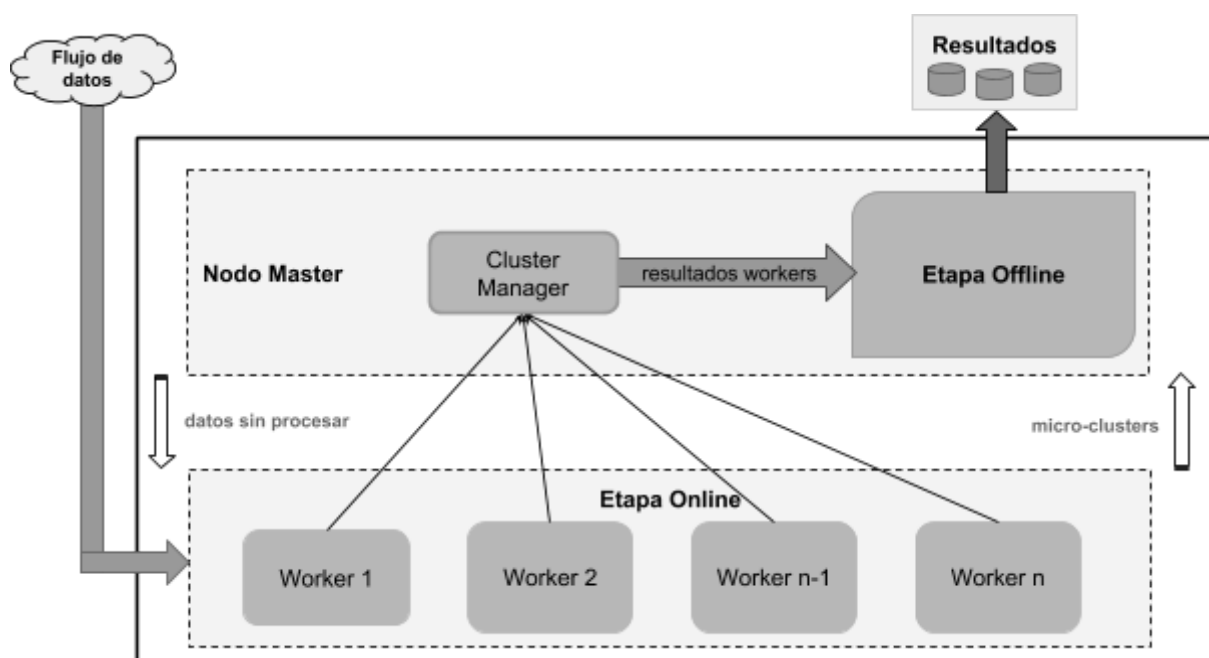 Flujo de
datos
Resultados
Nodo Master
Cluster
Manager
resultados workers
Etapa Offline
datos sin procesar
micro-clusters
Etapa Online
Worker 1
Worker 2
Worker n-1
Worker n